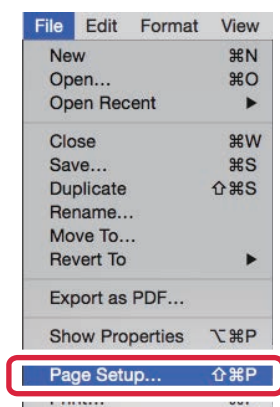 File Edit Format View
New ⌘N
Open... ⌘O
Open Recent ▶
Close ⌘W
Save... ⌘S
Duplicate ⇧⌘S
Rename...
Move To...
Revert To ▶
Export as PDF...
Show Properties ⌥⌘P
Page Setup... ⇧⌘P